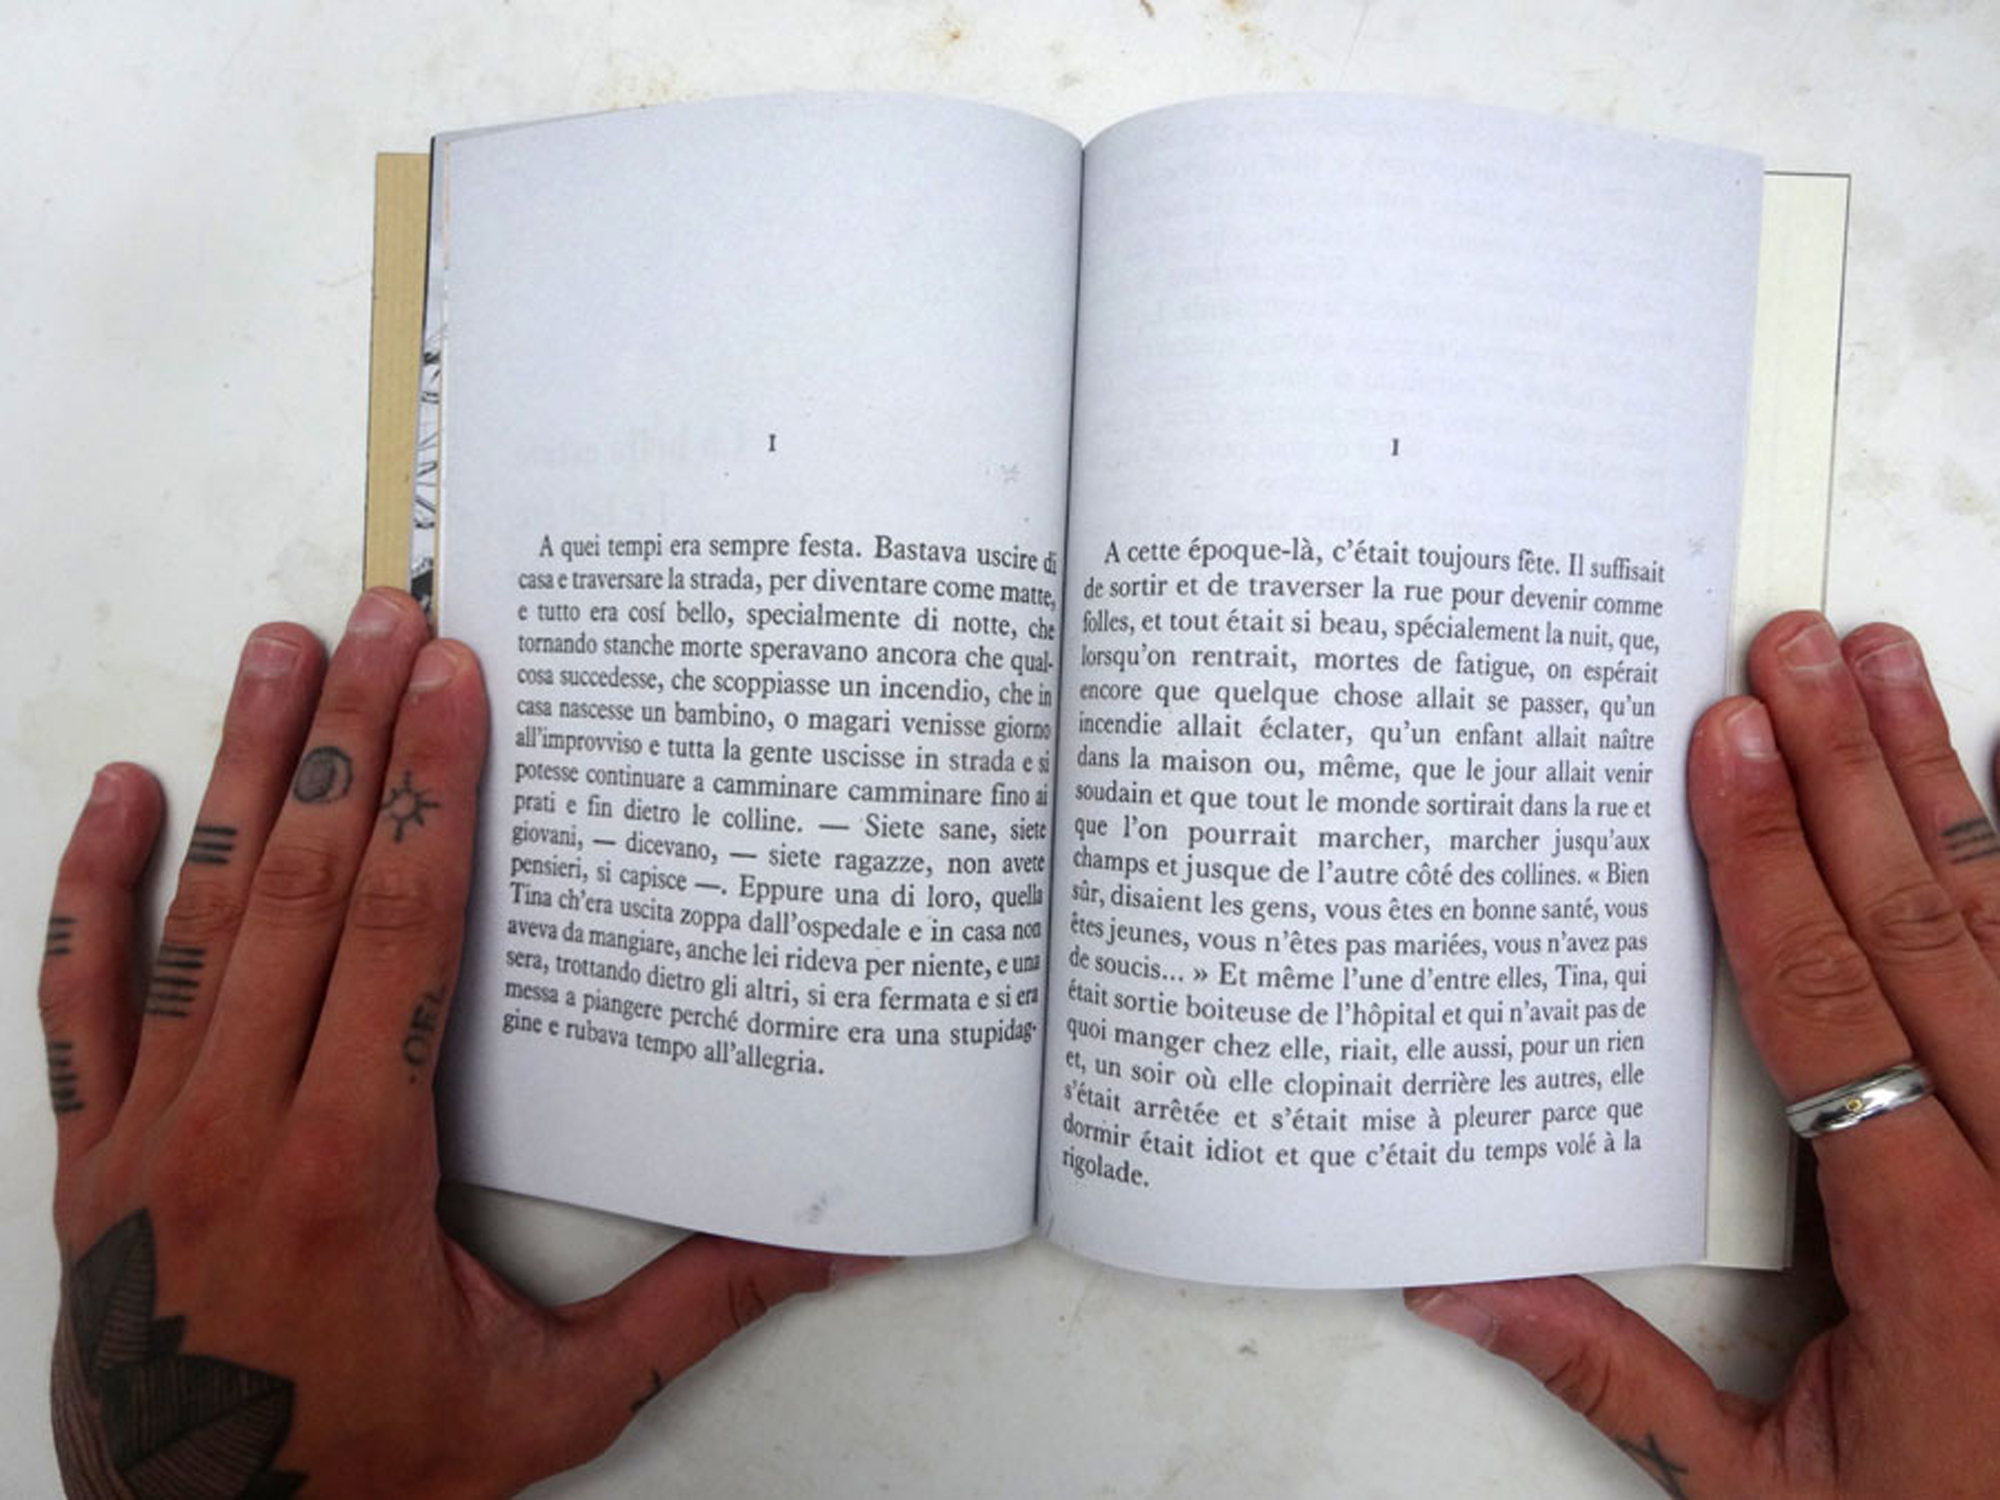 I
A quei tempi era sempre festa. Bastava uscire di
casa e traversare la strada, per diventare come matte,
e tutto era cosí bello, specialmente di notte, che
tornando stanche morte speravano ancora che qual-
cosa succedesse, che scoppiasse un incendio, che in
casa nascesse un bambino, o magari venisse giorno
all'improvviso e tutta la gente uscisse in strada e si
potesse continuare a camminare camminare fino ai
prati e fin dietro le colline. — Siete sane, siete
giovani, — dicevano, — siete ragazze, non avete
pensieri, si capisce —. Eppure una di loro, quella
Tina ch'era uscita zoppa dall'ospedale e in casa non
aveva da mangiare, anche lei rideva per niente, e una
sera, trottando dietro gli altri, si era fermata e si era
messa a piangere perché dormire era una stupidag-
gine e rubava tempo all'allegria.
I
A cette époque-là, c'était toujours fête. Il suffisait
de sortir et de traverser la rue pour devenir comme
folles, et tout était si beau, spécialement la nuit, que,
lorsqu'on rentrait, mortes de fatigue, on espérait
encore que quelque chose allait se passer, qu'un
incendie allait éclater, qu'un enfant allait naître
dans la maison ou, même, que le jour allait venir
soudain et que tout le monde sortirait dans la rue et
que l'on pourrait marcher, marcher jusqu'aux
champs et jusque de l'autre côté des collines. « Bien
sûr, disaient les gens, vous êtes en bonne santé, vous
êtes jeunes, vous n'êtes pas mariées, vous n'avez pas
de soucis... » Et même l'une d'entre elles, Tina, qui
était sortie boiteuse de l'hôpital et qui n'avait pas de
quoi manger chez elle, riait, elle aussi, pour un rien
et, un soir où elle clopinait derrière les autres, elle
s'était arrêtée et s'était mise à pleurer parce que
dormir était idiot et que c'était du temps volé à la
rigolade.